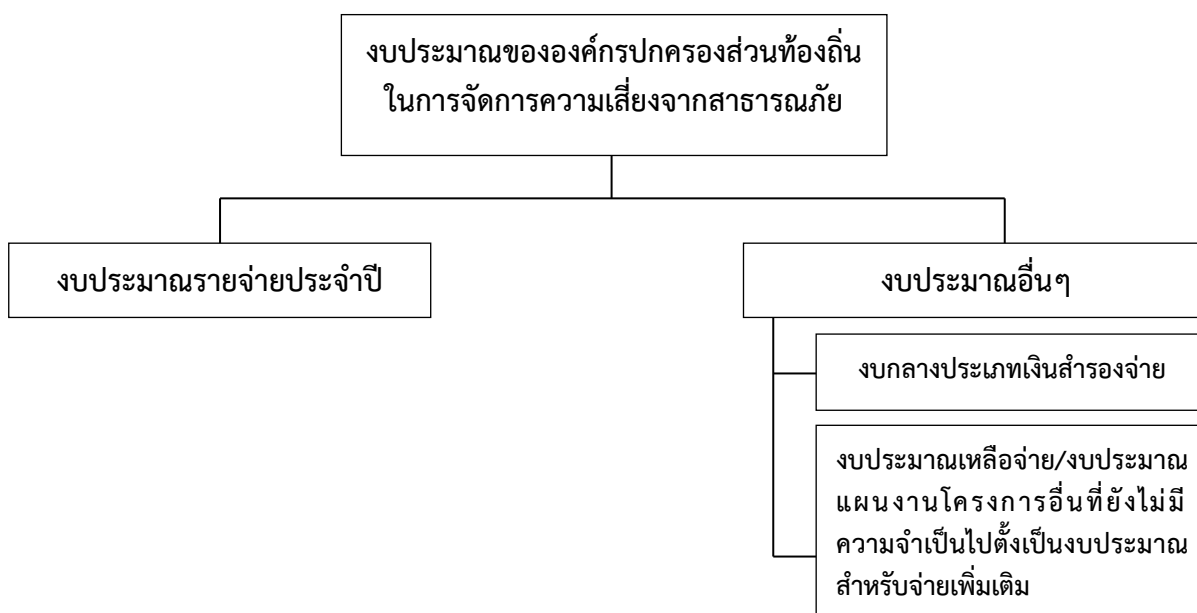 งบประมาณขององค์กรปกครองส่วนท้องถิ่น
ในการจัดการความเสี่ยงจากสาธารณภัย
งบประมาณรายจ่ายประจำปี
งบประมาณอื่นๆ
งบกลางประเภทเงินสำรองจ่าย
งบประมาณเหลือจ่าย/งบประมาณ
แผนงานโครงการอื่นที่ยังไม่มี
ความจำเป็นไปตั้งเป็นงบประมาณ
สำหรับจ่ายเพิ่มเติม